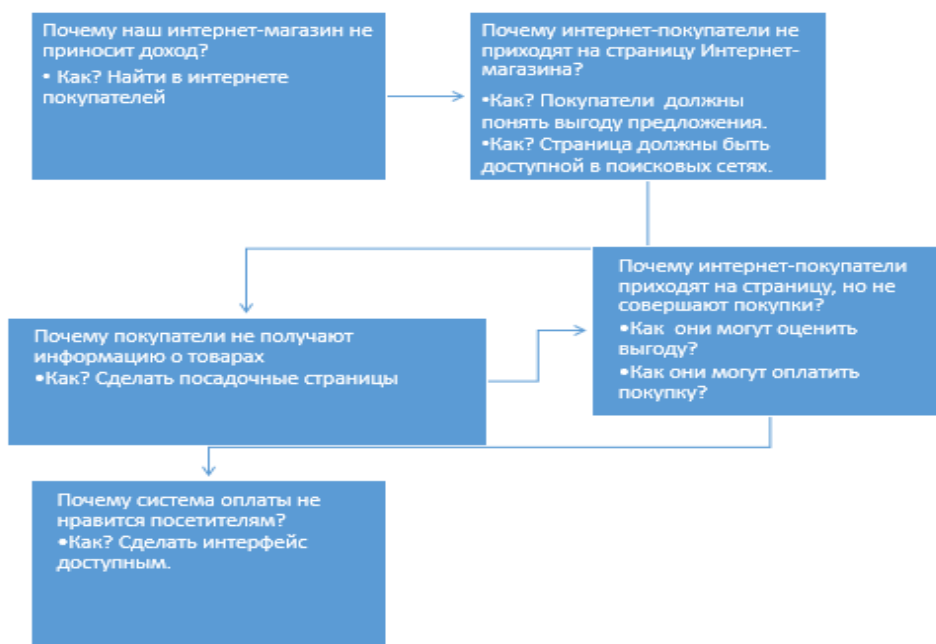 Почему наш интернет-магазин не
приносит доход?
• Как? Найти в интернете
покупателей
Почему интернет-покупатели не
приходят на страницу Интернет-
магазина?
•Как? Покупатели должны
понять выгоду предложения.
•Как? Страница должны быть
доступной в поисковых сетях.
Почему покупатели не получают
информацию о товарах
•Как? Сделать посадочные страницы
Почему интернет-покупатели
приходят на страницу, но не
совершают покупки?
•Как они могут оценить
выгоду?
•Как они могут оплатить
покупку?
Почему система оплаты не
нравится посетителям?
•Как? Сделать интерфейс
доступным.